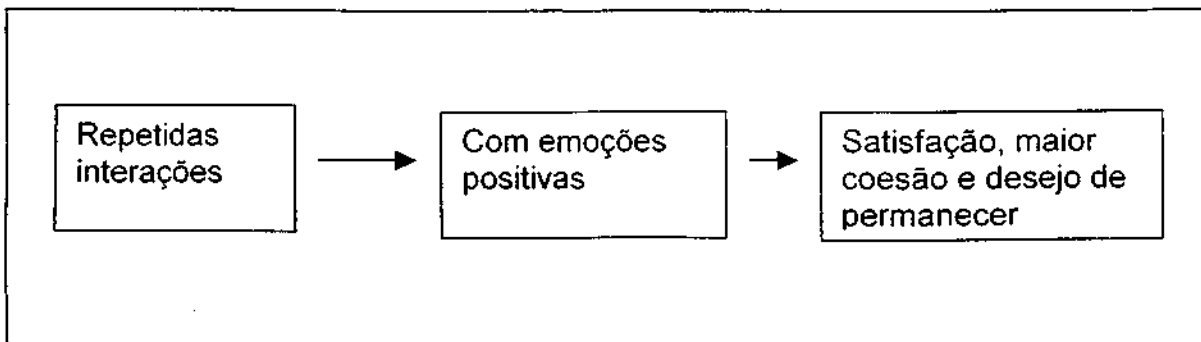 Repetidas
interações
Com emoções
positivas
Satisfação, maior
coesão e desejo de
permanecer